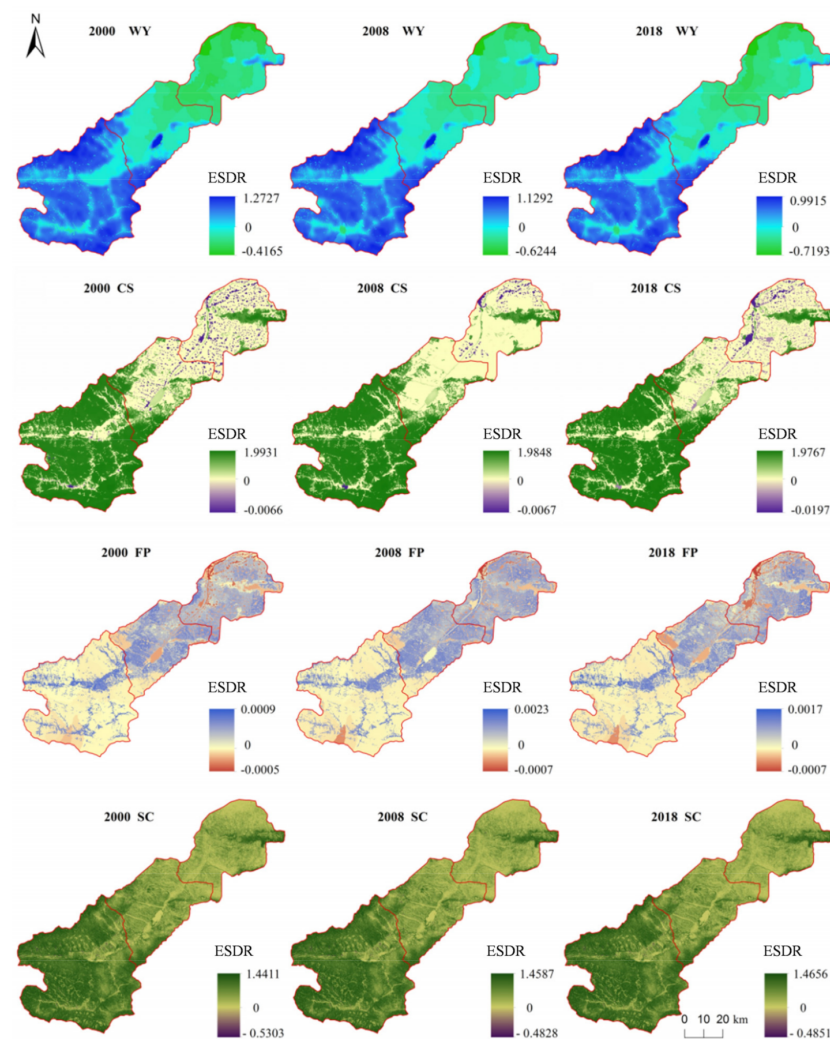 N
2000 WY
2008 WY
2018 WY
ESDR
1.2727
-0.4165
ESDR
1.1292
-0.6244
ESDR
0.9915
-0.7193
2000 CS
2008 CS
2018 CS
ESDR
1.9931
0
-0.0066
ESDR
1.9848
0
-0.0067
ESDR
1.9767
0
-0.0197
2000 FP
2008 FP
2018 FP
ESDR
0.0009
0
-0.0005
ESDR
0.0023
0
-0.0007
ESDR
0.0017
0
-0.0007
2000 SC
2008 SC
2018 SC
ESDR
1.4411
0
- 0.5303
ESDR
1.4587
0
- 0.4828
ESDR
1.4656
0
- 0.4851
0 10 20 km